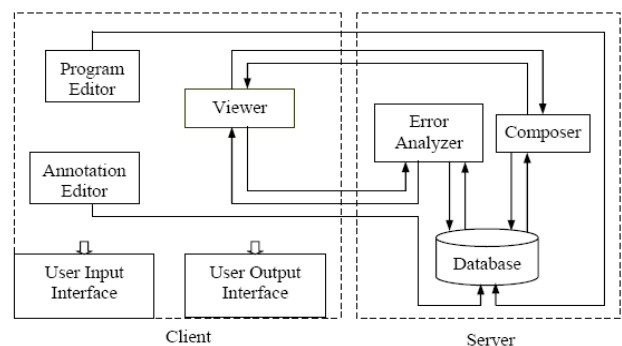 Program
Editor
Viewer
Error
Analyzer
Composer
Annotation
Editor
Database
User Input
Interface
User Output
Interface
Client
Server